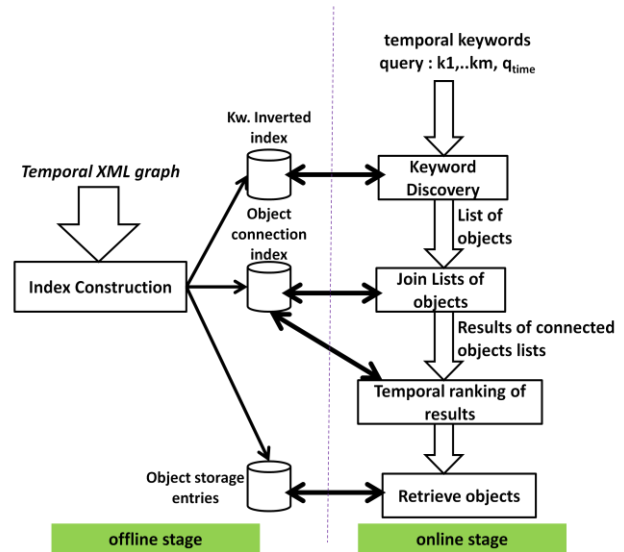 temporal keywords
query : k1,..km, qtime
Kw. Inverted
index
Temporal XML graph
Keyword
Discovery
List of
objects
Object
connection
index
Index Construction
Join Lists of
objects
Results of connected
objects lists
Temporal ranking of
results
Object storage
entries
Retrieve objects
offline stage
online stage